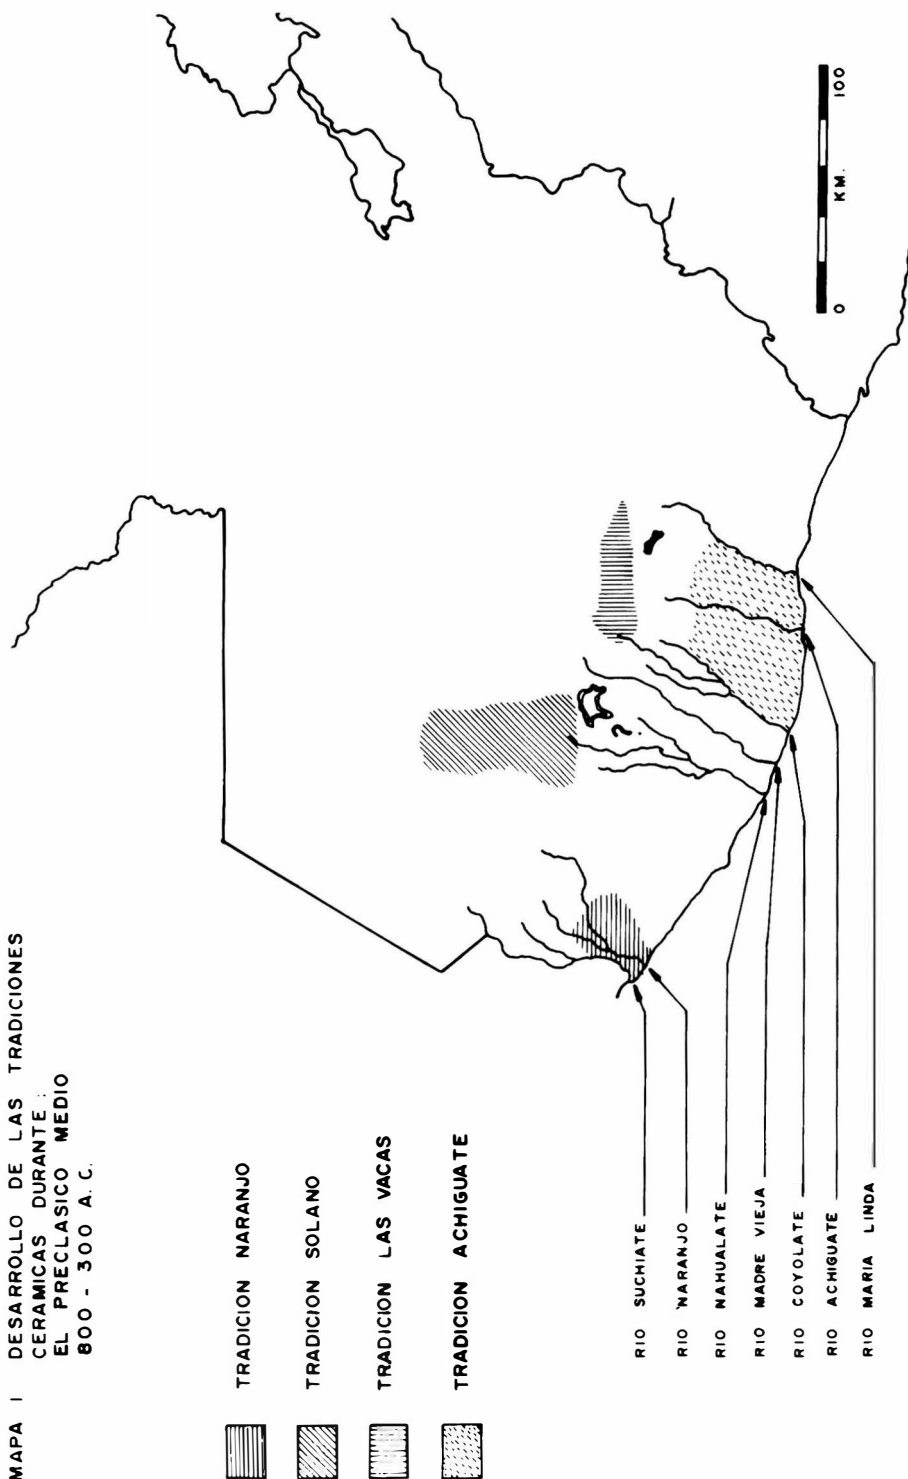 MAPA I DESARROLLO DE LAS TRADICIONES
CERAMICAS DURANTE :
EL PRECLASICO MEDIO
800 - 300 A. C.
TRADICION NARANJO
TRADICION SOLANO
TRADICION LAS VACAS
TRADICION ACHIGUATE
RIO SUCHIATE
RIO NARANJO
RIO NAHUALATE
RIO MADRE VIEJA
RIO COYOLATE
RIO ACHIGUATE
RIO MARIA LINDA
0 KM. 100